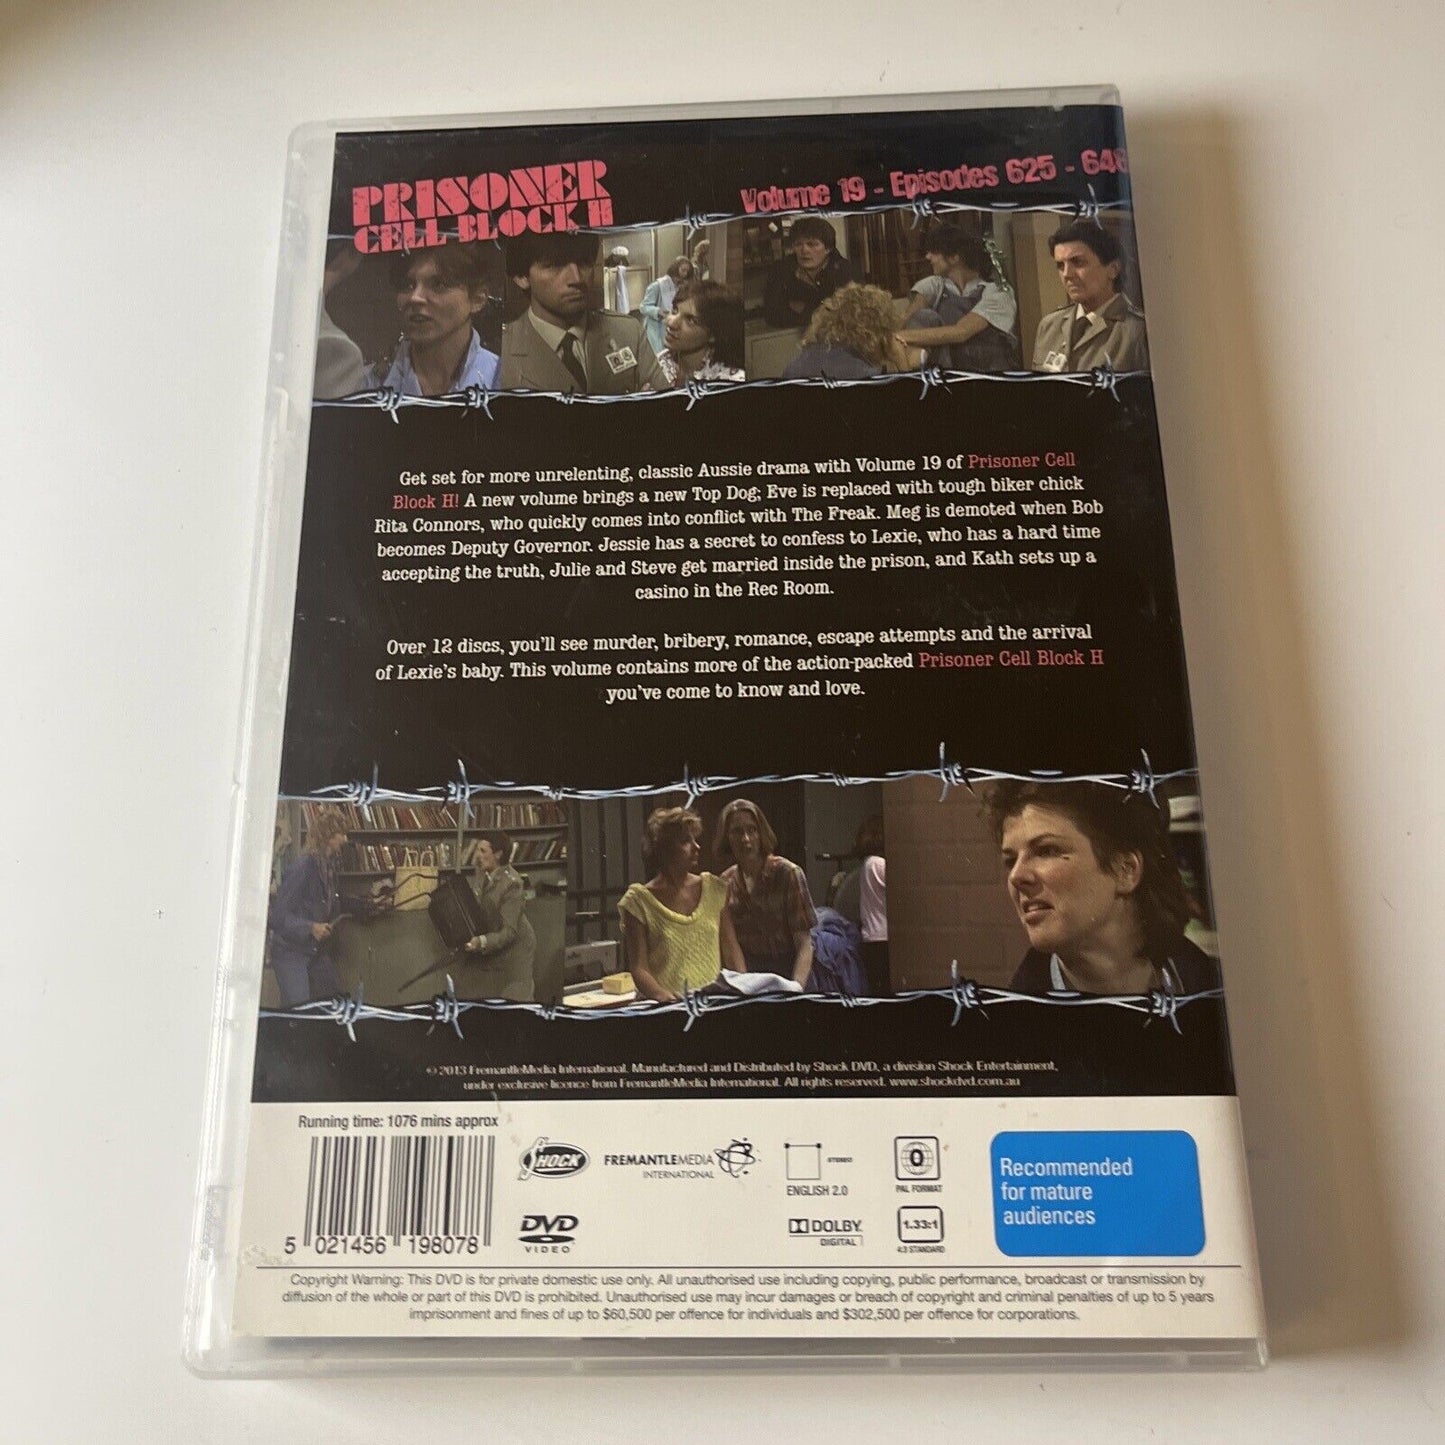 PRISONER
CELL BLOCK H
Volume 19 - Episodes 625 - 648
Get set for more unrelenting, classic Aussie drama with Volume 19 of Prisoner Cell
Block H! A new volume brings a new Top Dog; Eve is replaced with tough biker chick
Rita Connors, who quickly comes into conflict with The Freak. Meg is demoted when Bob
becomes Deputy Governor. Jessie has a secret to confess to Lexie, who has a hard time
accepting the truth, Julie and Steve get married inside the prison, and Kath sets up a
casino in the Rec Room.
Over 12 discs, you'll see murder, bribery, romance, escape attempts and the arrival
of Lexie's baby. This volume contains more of the action-packed Prisoner Cell Block H
you've come to know and love.
© 2013 FremantleMedia International. Manufactured and Distributed by Shock DVD, a division Shock Entertainment,
under exclusive licence from FremantleMedia International. All rights reserved. www.shockdvd.com.au
Running time: 1076 mins approx
5 021456 198078
SHOCK
FREMANTLEMEDIA
INTERNATIONAL
DVD
VIDEO
STEREO
ENGLISH 2.0
DOLBY
DIGITAL
0
PAL FORMAT
1.33:1
4:3 STANDARD
Recommended
for mature
audiences
Copyright Warning: This DVD is for private domestic use only. All unauthorised use including copying, public performance, broadcast or transmission by
diffusion of the whole or part of this DVD is prohibited. Unauthorised use may incur damages or breach of copyright and criminal penalties of up to 5 years
imprisonment and fines of up to $60,500 per offence for individuals and $302,500 per offence for corporations.